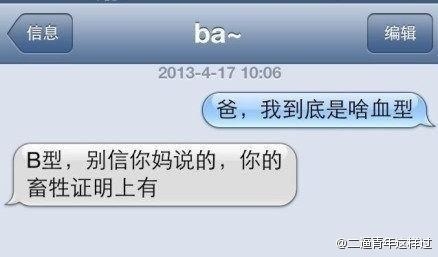 信息
ba~
编辑
2013-4-17 10:06
爸，我到底是啥血型
B型，别信你妈说的，你的
畜牲证明上有
@二逼青年这样过